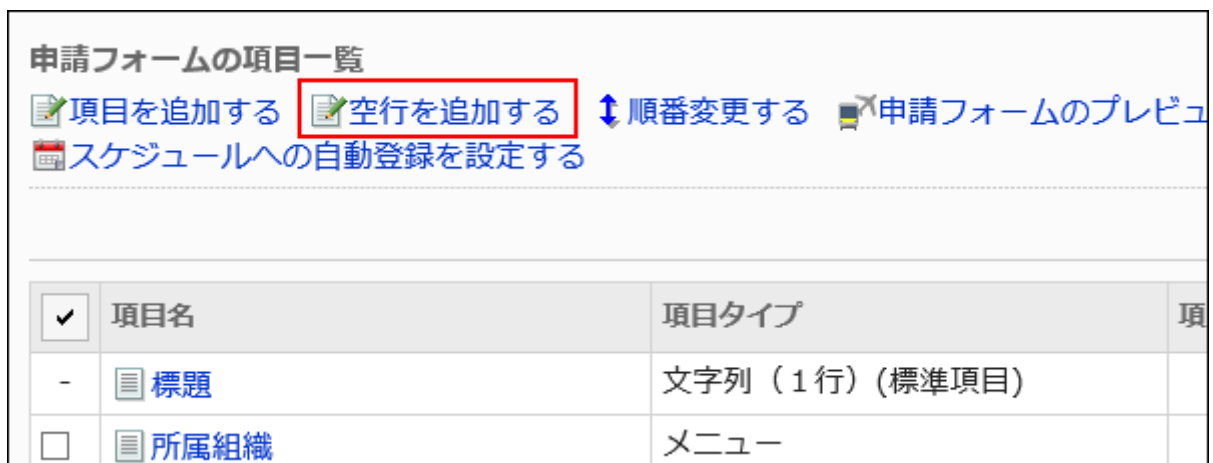 申請フォームの項目一覧
項目を追加する 空行を追加する 順番変更する 申請フォームのプレビュ
スケジュールへの自動登録を設定する
項目名 項目タイプ 項
- 標題 文字列（１行）(標準項目)
所属組織 メニュー